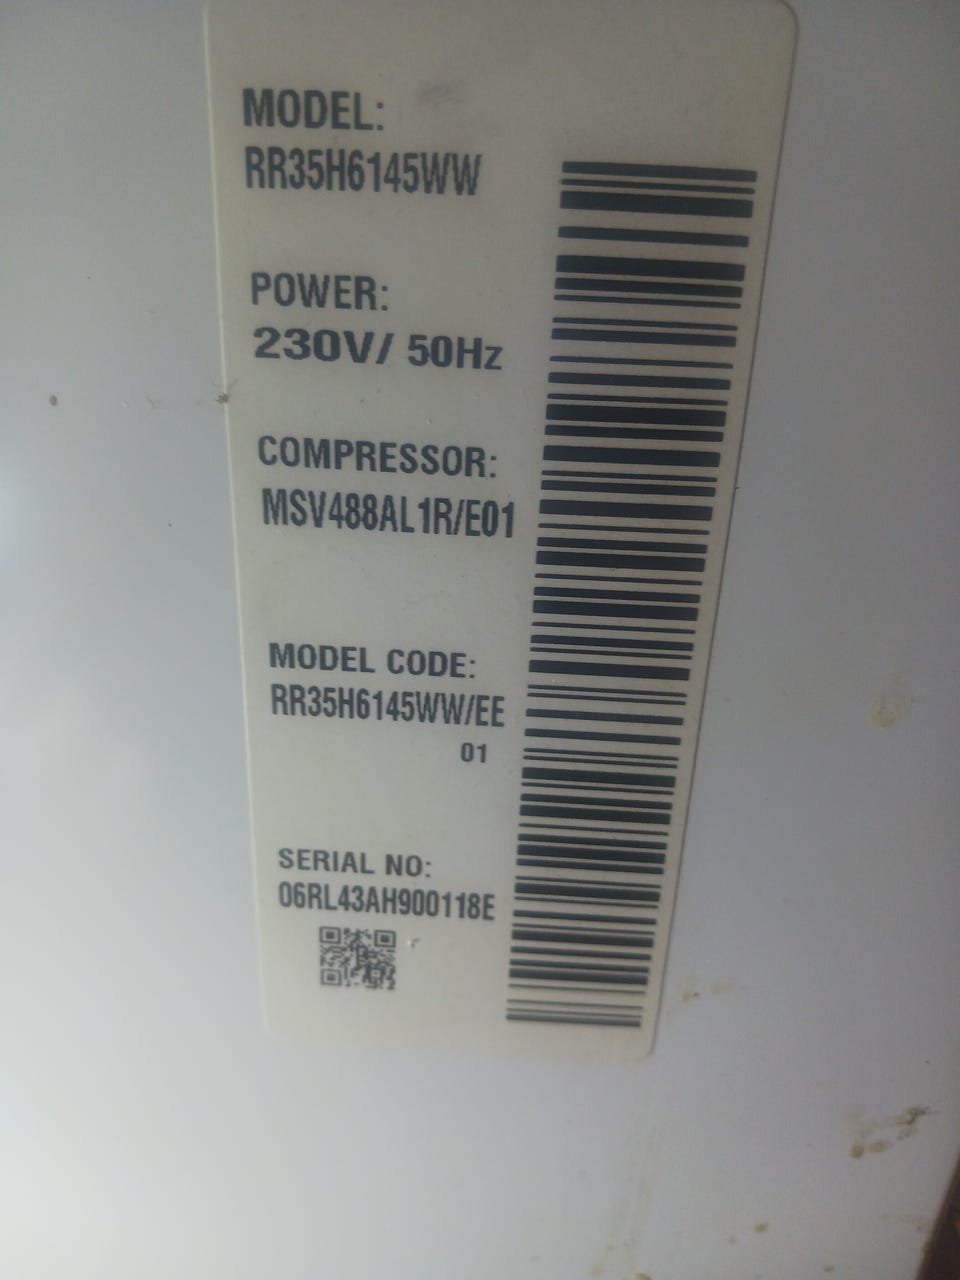 MODEL:
RR35H6145WW
POWER:
230V/ 50Hz
COMPRESSOR:
MSV488AL1R/E01
MODEL CODE:
RR35H6145WW/EE
01
SERIAL NO:
06RL43AH900118E